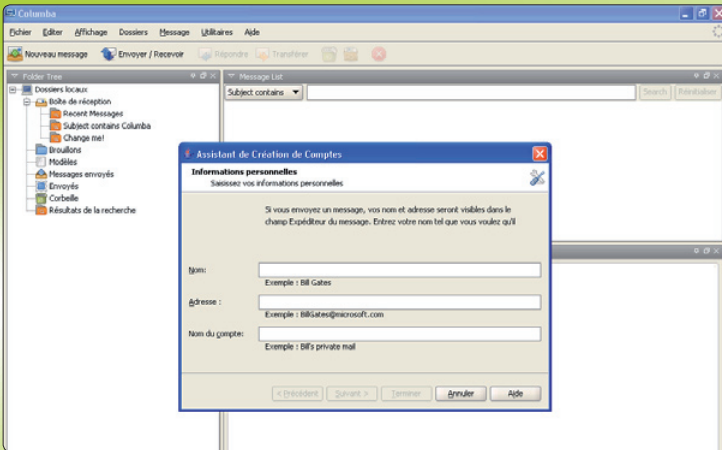 Columba
Fichier Editer Affichage Dossiers Message Utilitaires Aide
Nouveau message Envoyer / Recevoir Répondre Transférer
Folder Tree
Message List
Dossiers locaux
Subject contains Search Réinitialiser
Boîte de réception
Recent Messages
Subject contains Columba
Change me!
Brouillons
Modèles
Messages envoyés
Envoyés
Corbeille
Résultats de la recherche
Assistant de Création de Comptes
Informations personnelles
Saisissez vos informations personnelles
Si vous envoyez un message, vos nom et adresse seront visibles dans le
champ Expéditeur du message. Entrez votre nom tel que vous voulez qu'il
Nom:
Exemple : Bill Gates
Adresse :
Exemple : BillGates@microsoft.com
Nom du compte:
Exemple : Bill's private mail
< Précédent Suivant > Terminer Annuler Aide